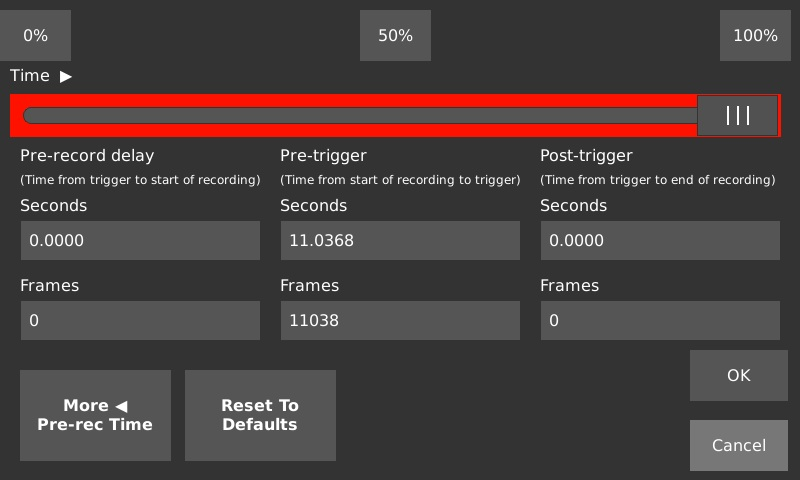 0%
50%
100%
Time ▶
Pre-record delay
Pre-trigger
Post-trigger
(Time from trigger to start of recording)
(Time from start of recording to trigger)
(Time from trigger to end of recording)
Seconds
Seconds
Seconds
0.0000
11.0368
0.0000
Frames
Frames
Frames
0
11038
0
OK
More ◀
Pre-rec Time
Reset To
Defaults
Cancel